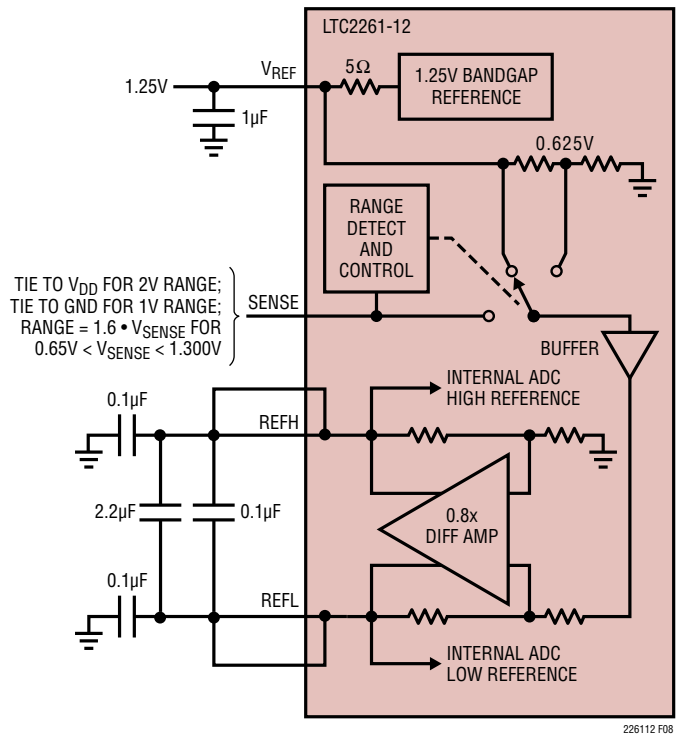 LTC2261-12
VREF
5Ω
1.25V BANDGAP
REFERENCE
1.25V
1µF
0.625V
RANGE
DETECT
AND
CONTROL
TIE TO VDD FOR 2V RANGE;
TIE TO GND FOR 1V RANGE;
RANGE = 1.6 • VSENSE FOR
0.65V < VSENSE < 1.300V
SENSE
BUFFER
INTERNAL ADC
HIGH REFERENCE
0.1µF
REFH
2.2µF
0.1µF
0.8x
DIFF AMP
0.1µF
REFL
INTERNAL ADC
LOW REFERENCE
226112 F08